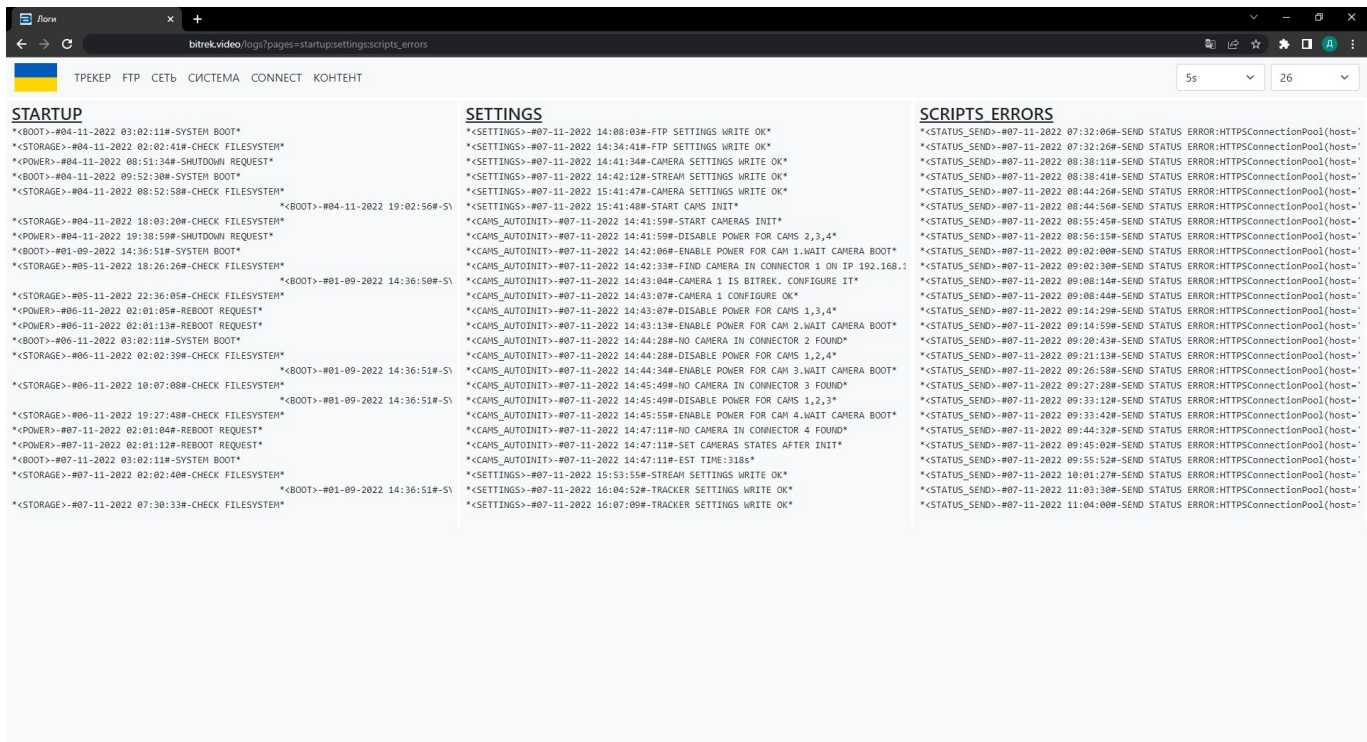 Логи
bitrek.video/logs?pages=startup:settings:scripts_errors
ТРЕКЕР FTP СЕТЬ СИСТЕМА CONNECT КОНТЕНТ
5s 26
STARTUP
*<BOOT>-#04-11-2022 03:02:11#-SYSTEM BOOT*
*<STORAGE>-#04-11-2022 02:02:41#-CHECK FILESYSTEM*
*<POWER>-#04-11-2022 08:51:34#-SHUTDOWN REQUEST*
*<BOOT>-#04-11-2022 09:52:30#-SYSTEM BOOT*
*<STORAGE>-#04-11-2022 08:52:58#-CHECK FILESYSTEM*
*<BOOT>-#04-11-2022 19:02:56#-S\
*<STORAGE>-#04-11-2022 18:03:20#-CHECK FILESYSTEM*
*<POWER>-#04-11-2022 19:38:59#-SHUTDOWN REQUEST*
*<BOOT>-#01-09-2022 14:36:51#-SYSTEM BOOT*
*<STORAGE>-#05-11-2022 18:26:26#-CHECK FILESYSTEM*
*<BOOT>-#01-09-2022 14:36:50#-S\
*<STORAGE>-#05-11-2022 22:36:05#-CHECK FILESYSTEM*
*<POWER>-#06-11-2022 02:01:05#-REBOOT REQUEST*
*<POWER>-#06-11-2022 02:01:13#-REBOOT REQUEST*
*<BOOT>-#06-11-2022 03:02:11#-SYSTEM BOOT*
*<STORAGE>-#06-11-2022 02:02:39#-CHECK FILESYSTEM*
*<BOOT>-#01-09-2022 14:36:51#-S\
*<STORAGE>-#06-11-2022 10:07:08#-CHECK FILESYSTEM*
*<BOOT>-#01-09-2022 14:36:51#-S\
*<STORAGE>-#06-11-2022 19:27:48#-CHECK FILESYSTEM*
*<POWER>-#07-11-2022 02:01:04#-REBOOT REQUEST*
*<POWER>-#07-11-2022 02:01:12#-REBOOT REQUEST*
*<BOOT>-#07-11-2022 03:02:11#-SYSTEM BOOT*
*<STORAGE>-#07-11-2022 02:02:40#-CHECK FILESYSTEM*
*<BOOT>-#01-09-2022 14:36:51#-S\
*<STORAGE>-#07-11-2022 07:30:33#-CHECK FILESYSTEM*
SETTINGS
*<SETTINGS>-#07-11-2022 14:08:03#-FTP SETTINGS WRITE OK*
*<SETTINGS>-#07-11-2022 14:34:41#-FTP SETTINGS WRITE OK*
*<SETTINGS>-#07-11-2022 14:41:34#-CAMERA SETTINGS WRITE OK*
*<SETTINGS>-#07-11-2022 14:42:12#-STREAM SETTINGS WRITE OK*
*<SETTINGS>-#07-11-2022 15:41:47#-CAMERA SETTINGS WRITE OK*
*<SETTINGS>-#07-11-2022 15:41:48#-START CAMS INIT*
*<CAMS_AUTOINIT>-#07-11-2022 14:41:59#-START CAMERAS INIT*
*<CAMS_AUTOINIT>-#07-11-2022 14:41:59#-DISABLE POWER FOR CAMS 2,3,4*
*<CAMS_AUTOINIT>-#07-11-2022 14:42:06#-ENABLE POWER FOR CAM 1.WAIT CAMERA BOOT*
*<CAMS_AUTOINIT>-#07-11-2022 14:42:33#-FIND CAMERA IN CONNECTOR 1 ON IP 192.168.1
*<CAMS_AUTOINIT>-#07-11-2022 14:43:04#-CAMERA 1 IS BITREK. CONFIGURE IT*
*<CAMS_AUTOINIT>-#07-11-2022 14:43:07#-CAMERA 1 CONFIGURE OK*
*<CAMS_AUTOINIT>-#07-11-2022 14:43:07#-DISABLE POWER FOR CAMS 1,3,4*
*<CAMS_AUTOINIT>-#07-11-2022 14:43:13#-ENABLE POWER FOR CAM 2.WAIT CAMERA BOOT*
*<CAMS_AUTOINIT>-#07-11-2022 14:44:28#-NO CAMERA IN CONNECTOR 2 FOUND*
*<CAMS_AUTOINIT>-#07-11-2022 14:44:28#-DISABLE POWER FOR CAMS 1,2,4*
*<CAMS_AUTOINIT>-#07-11-2022 14:44:34#-ENABLE POWER FOR CAM 3.WAIT CAMERA BOOT*
*<CAMS_AUTOINIT>-#07-11-2022 14:45:49#-NO CAMERA IN CONNECTOR 3 FOUND*
*<CAMS_AUTOINIT>-#07-11-2022 14:45:49#-DISABLE POWER FOR CAMS 1,2,3*
*<CAMS_AUTOINIT>-#07-11-2022 14:45:55#-ENABLE POWER FOR CAM 4.WAIT CAMERA BOOT*
*<CAMS_AUTOINIT>-#07-11-2022 14:47:11#-NO CAMERA IN CONNECTOR 4 FOUND*
*<CAMS_AUTOINIT>-#07-11-2022 14:47:11#-SET CAMERAS STATES AFTER INIT*
*<CAMS_AUTOINIT>-#07-11-2022 14:47:11#-EST TIME:318s*
*<SETTINGS>-#07-11-2022 15:53:55#-STREAM SETTINGS WRITE OK*
*<SETTINGS>-#07-11-2022 16:04:52#-TRACKER SETTINGS WRITE OK*
*<SETTINGS>-#07-11-2022 16:07:09#-TRACKER SETTINGS WRITE OK*
SCRIPTS_ERRORS
*<STATUS_SEND>-#07-11-2022 07:32:06#-SEND STATUS ERROR:HTTPSConnectionPool(host='
*<STATUS_SEND>-#07-11-2022 07:32:26#-SEND STATUS ERROR:HTTPSConnectionPool(host='
*<STATUS_SEND>-#07-11-2022 08:38:11#-SEND STATUS ERROR:HTTPSConnectionPool(host='
*<STATUS_SEND>-#07-11-2022 08:38:41#-SEND STATUS ERROR:HTTPSConnectionPool(host='
*<STATUS_SEND>-#07-11-2022 08:44:26#-SEND STATUS ERROR:HTTPSConnectionPool(host='
*<STATUS_SEND>-#07-11-2022 08:44:56#-SEND STATUS ERROR:HTTPSConnectionPool(host='
*<STATUS_SEND>-#07-11-2022 08:55:45#-SEND STATUS ERROR:HTTPSConnectionPool(host='
*<STATUS_SEND>-#07-11-2022 08:56:15#-SEND STATUS ERROR:HTTPSConnectionPool(host='
*<STATUS_SEND>-#07-11-2022 09:02:00#-SEND STATUS ERROR:HTTPSConnectionPool(host='
*<STATUS_SEND>-#07-11-2022 09:02:30#-SEND STATUS ERROR:HTTPSConnectionPool(host='
*<STATUS_SEND>-#07-11-2022 09:08:14#-SEND STATUS ERROR:HTTPSConnectionPool(host='
*<STATUS_SEND>-#07-11-2022 09:08:44#-SEND STATUS ERROR:HTTPSConnectionPool(host='
*<STATUS_SEND>-#07-11-2022 09:14:29#-SEND STATUS ERROR:HTTPSConnectionPool(host='
*<STATUS_SEND>-#07-11-2022 09:14:59#-SEND STATUS ERROR:HTTPSConnectionPool(host='
*<STATUS_SEND>-#07-11-2022 09:20:43#-SEND STATUS ERROR:HTTPSConnectionPool(host='
*<STATUS_SEND>-#07-11-2022 09:21:13#-SEND STATUS ERROR:HTTPSConnectionPool(host='
*<STATUS_SEND>-#07-11-2022 09:26:58#-SEND STATUS ERROR:HTTPSConnectionPool(host='
*<STATUS_SEND>-#07-11-2022 09:27:28#-SEND STATUS ERROR:HTTPSConnectionPool(host='
*<STATUS_SEND>-#07-11-2022 09:33:12#-SEND STATUS ERROR:HTTPSConnectionPool(host='
*<STATUS_SEND>-#07-11-2022 09:33:42#-SEND STATUS ERROR:HTTPSConnectionPool(host='
*<STATUS_SEND>-#07-11-2022 09:44:32#-SEND STATUS ERROR:HTTPSConnectionPool(host='
*<STATUS_SEND>-#07-11-2022 09:45:02#-SEND STATUS ERROR:HTTPSConnectionPool(host='
*<STATUS_SEND>-#07-11-2022 09:55:52#-SEND STATUS ERROR:HTTPSConnectionPool(host='
*<STATUS_SEND>-#07-11-2022 10:01:27#-SEND STATUS ERROR:HTTPSConnectionPool(host='
*<STATUS_SEND>-#07-11-2022 11:03:30#-SEND STATUS ERROR:HTTPSConnectionPool(host='
*<STATUS_SEND>-#07-11-2022 11:04:00#-SEND STATUS ERROR:HTTPSConnectionPool(host='